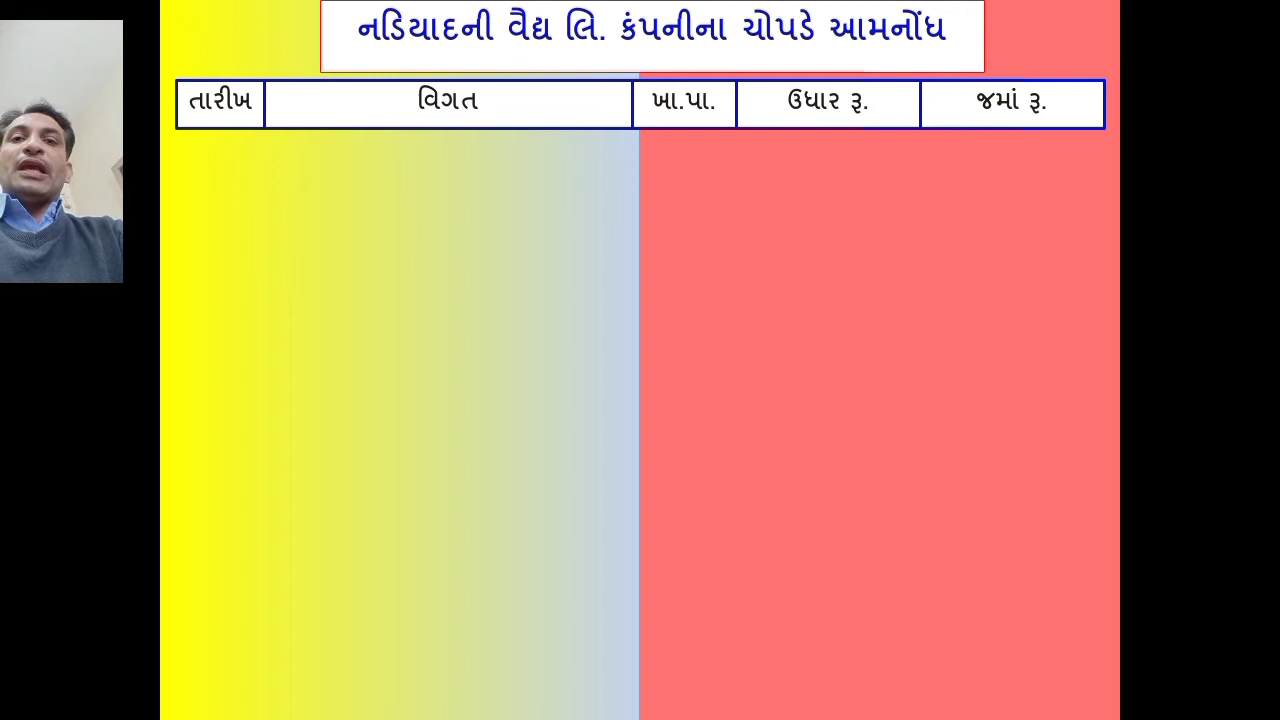 નડિયાદની વૈદ્ય લિ. કંપનીના ચોપડે આમનોંધ
તારીખ વિગત ખા.પા. ઉધાર રૂ. જમાં રૂ.